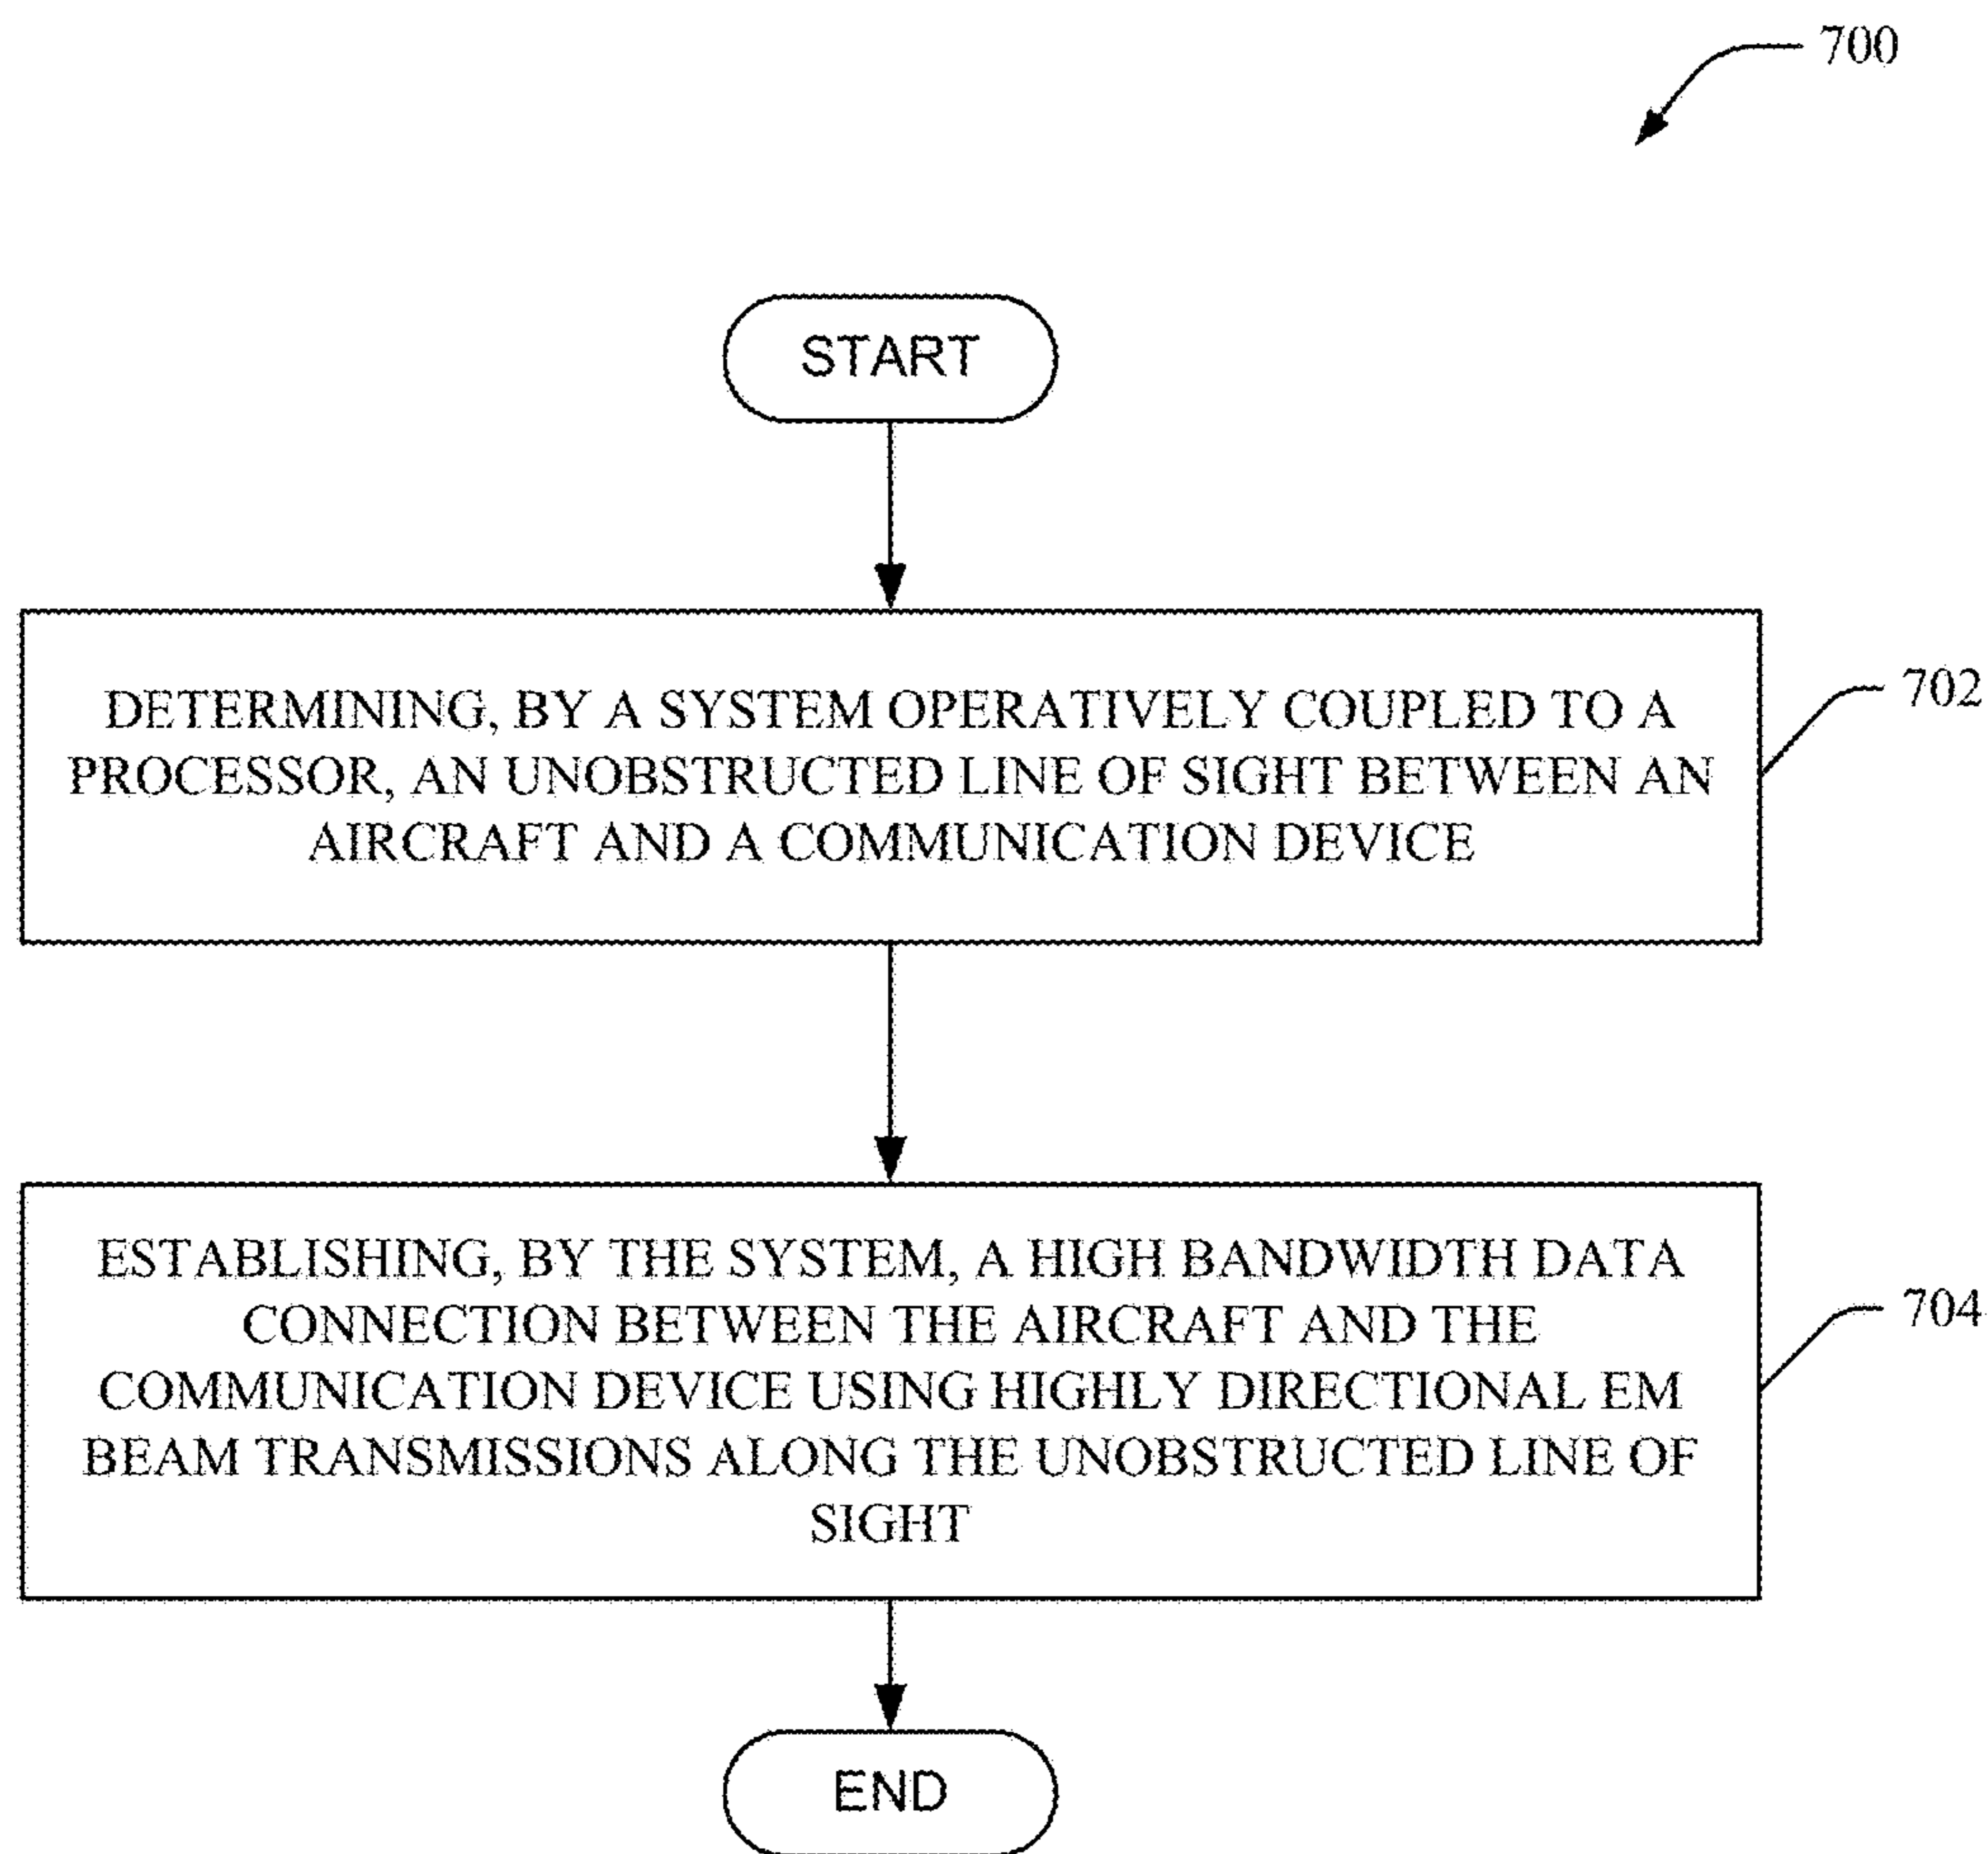 700
START
DETERMINING, BY A SYSTEM OPERATIVELY COUPLED TO A
PROCESSOR, AN UNOBSTRUCTED LINE OF SIGHT BETWEEN AN
AIRCRAFT AND A COMMUNICATION DEVICE
702
ESTABLISHING, BY THE SYSTEM, A HIGH BANDWIDTH DATA
CONNECTION BETWEEN THE AIRCRAFT AND THE
COMMUNICATION DEVICE USING HIGHLY DIRECTIONAL EM
BEAM TRANSMISSIONS ALONG THE UNOBSTRUCTED LINE OF
SIGHT
704
END